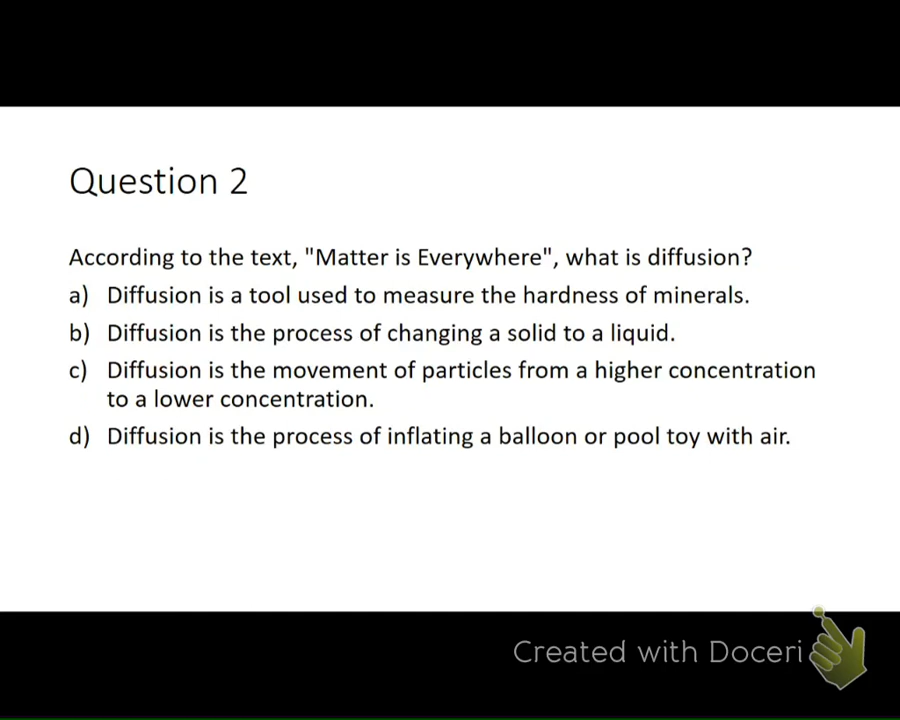 Question 2
According to the text, "Matter is Everywhere", what is diffusion?
a) Diffusion is a tool used to measure the hardness of minerals.
b) Diffusion is the process of changing a solid to a liquid.
c) Diffusion is the movement of particles from a higher concentration
to a lower concentration.
d) Diffusion is the process of inflating a balloon or pool toy with air.
Created with Doceri